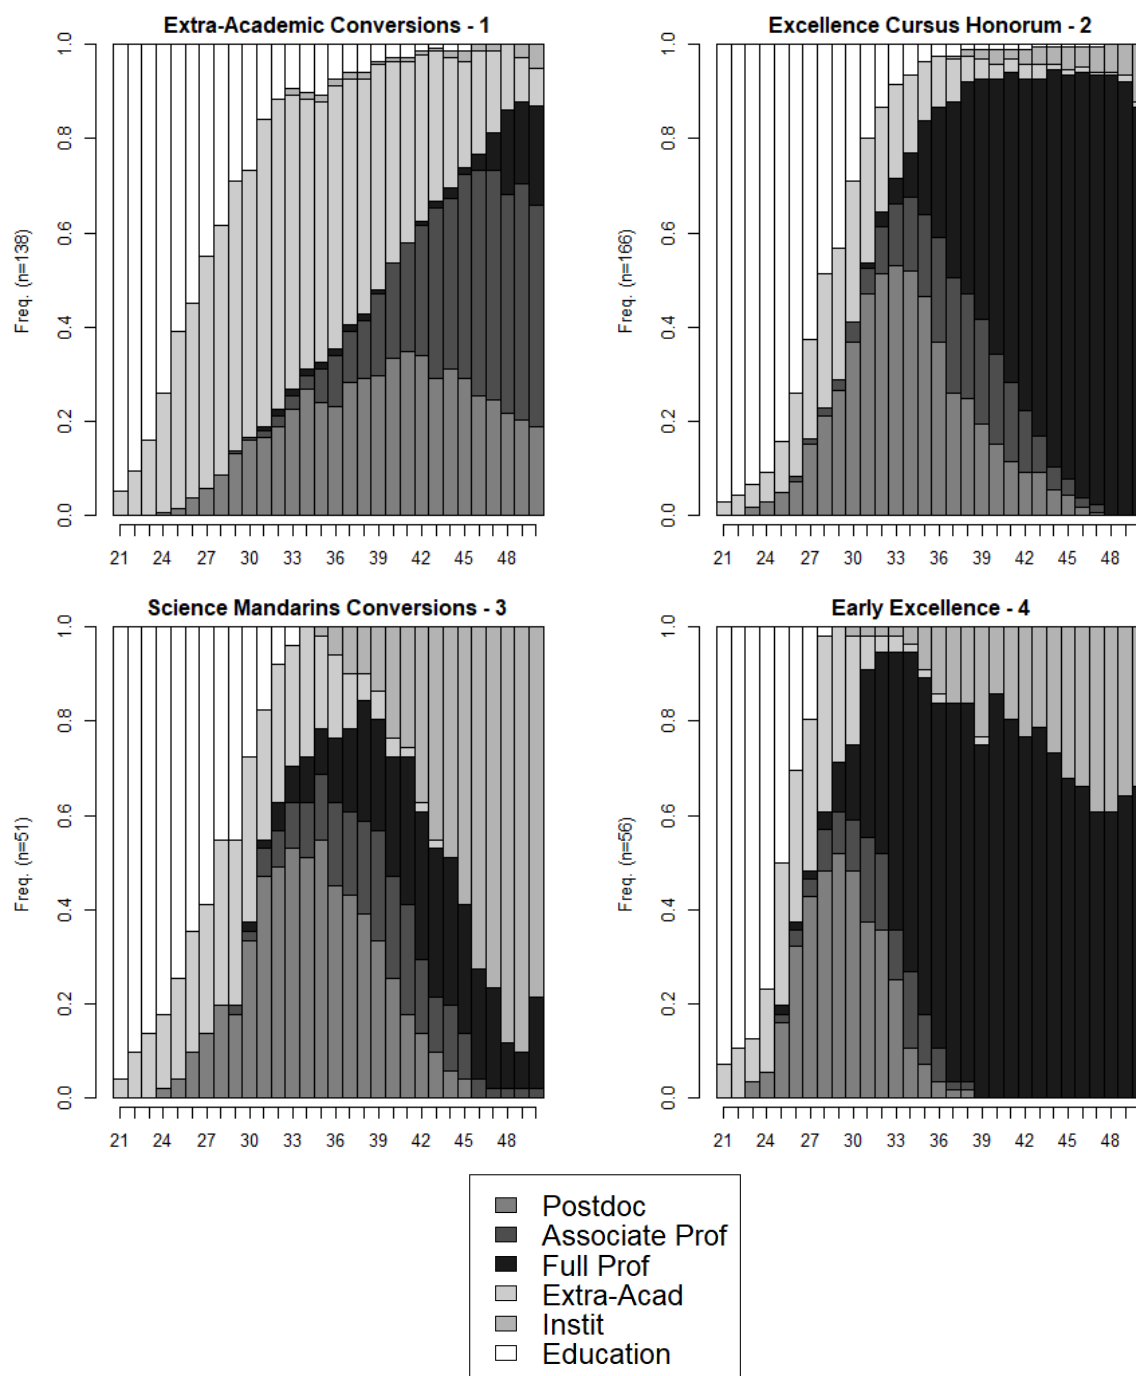 Extra-Academic Conversions - 1
Freq. (n=138)
1.0
0.8
0.6
0.4
0.2
0.0
21 24 27 30 33 36 39 42 45 48
Excellence Cursus Honorum - 2
Freq. (n=166)
1.0
0.8
0.6
0.4
0.2
0.0
21 24 27 30 33 36 39 42 45 48
Science Mandarins Conversions - 3
Freq. (n=51)
1.0
0.8
0.6
0.4
0.2
0.0
21 24 27 30 33 36 39 42 45 48
Early Excellence - 4
Freq. (n=56)
1.0
0.8
0.6
0.4
0.2
0.0
21 24 27 30 33 36 39 42 45 48
Postdoc
Associate Prof
Full Prof
Extra-Acad
Instit
Education